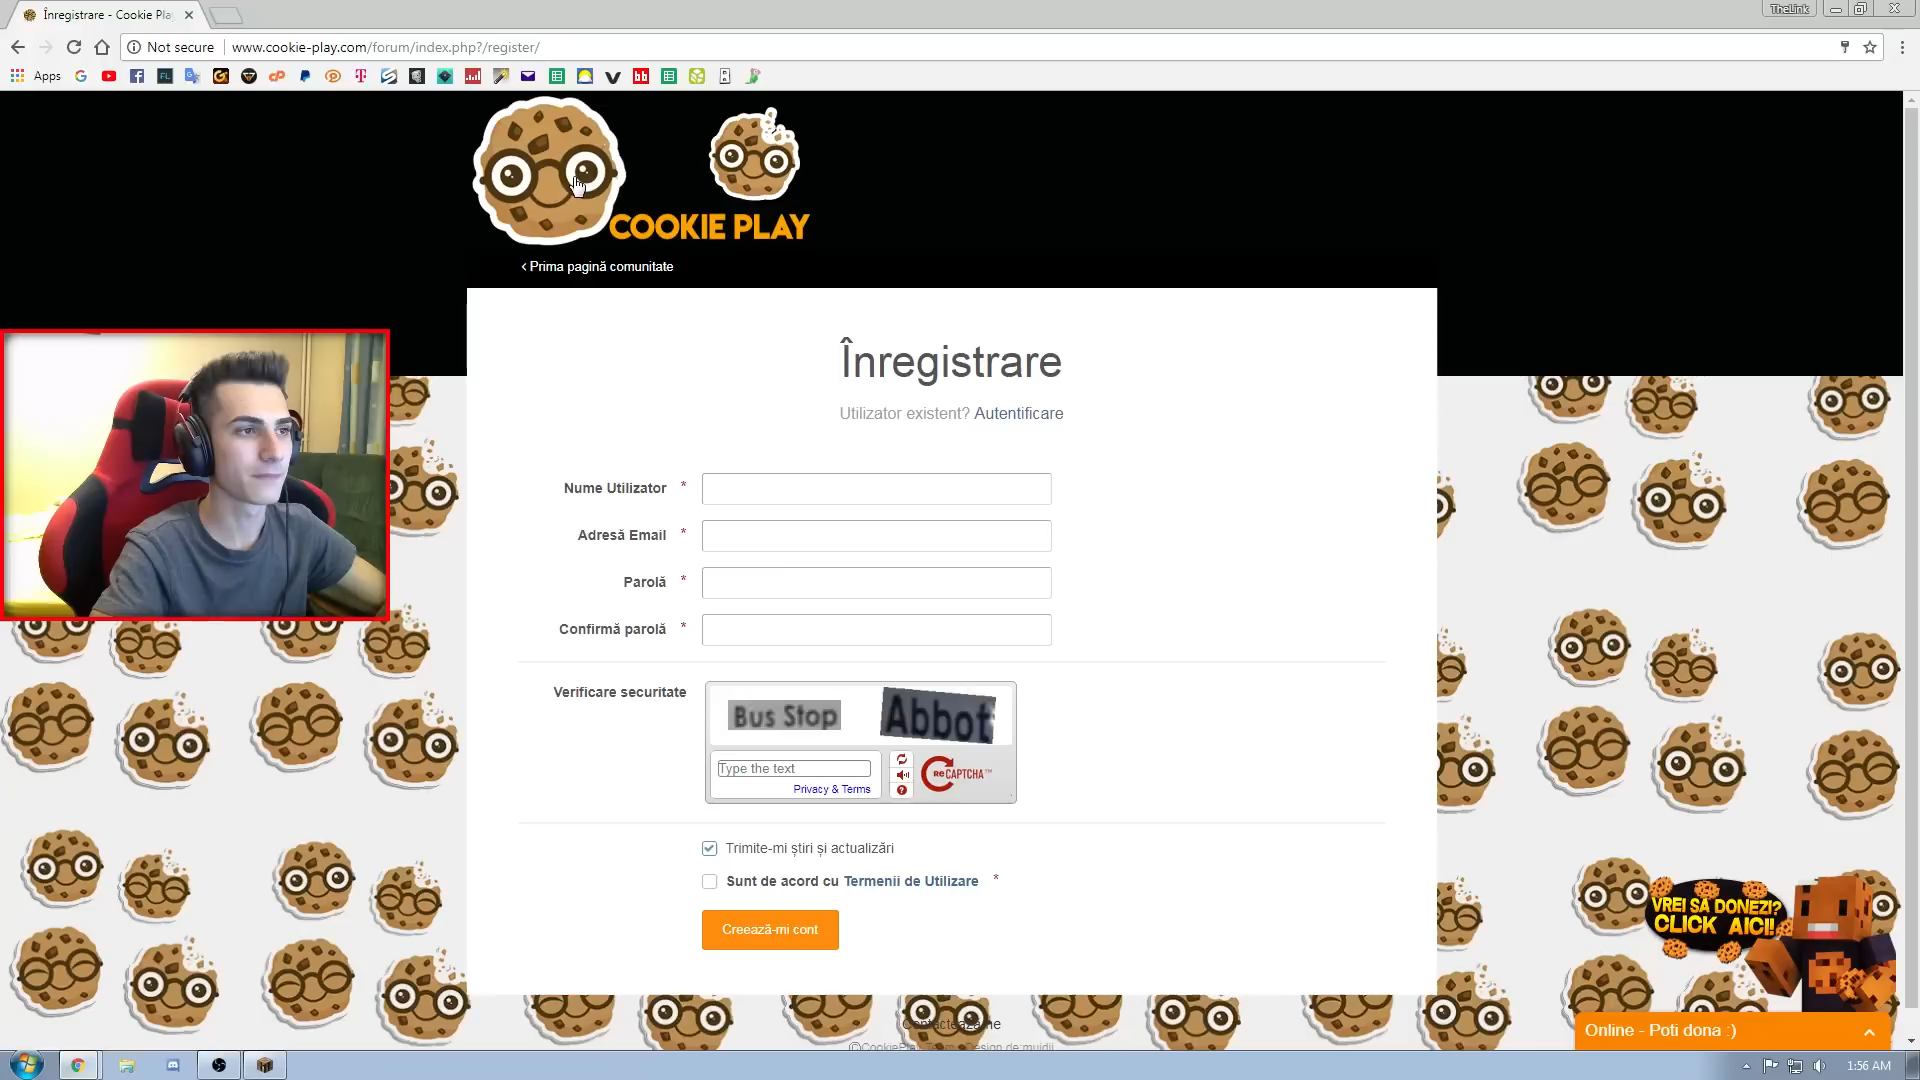 Înregistrare - Cookie Pla
TheLink
Not secure
www.cookie-play.com/forum/index.php?/register/
Apps
COOKIE PLAY
‹ Prima pagină comunitate
Înregistrare
Utilizator existent? Autentificare
Nume Utilizator *
Adresă Email *
Parolă *
Confirmă parolă *
Verificare securitate
Bus Stop Abbot
Type the text
Privacy & Terms
reCAPTCHA™
Trimite-mi știri și actualizări
Sunt de acord cu Termenii de Utilizare *
Creează-mi cont
VREI SĂ DONEZI?
CLICK AICI!
Online - Poti dona :)
1:56 AM